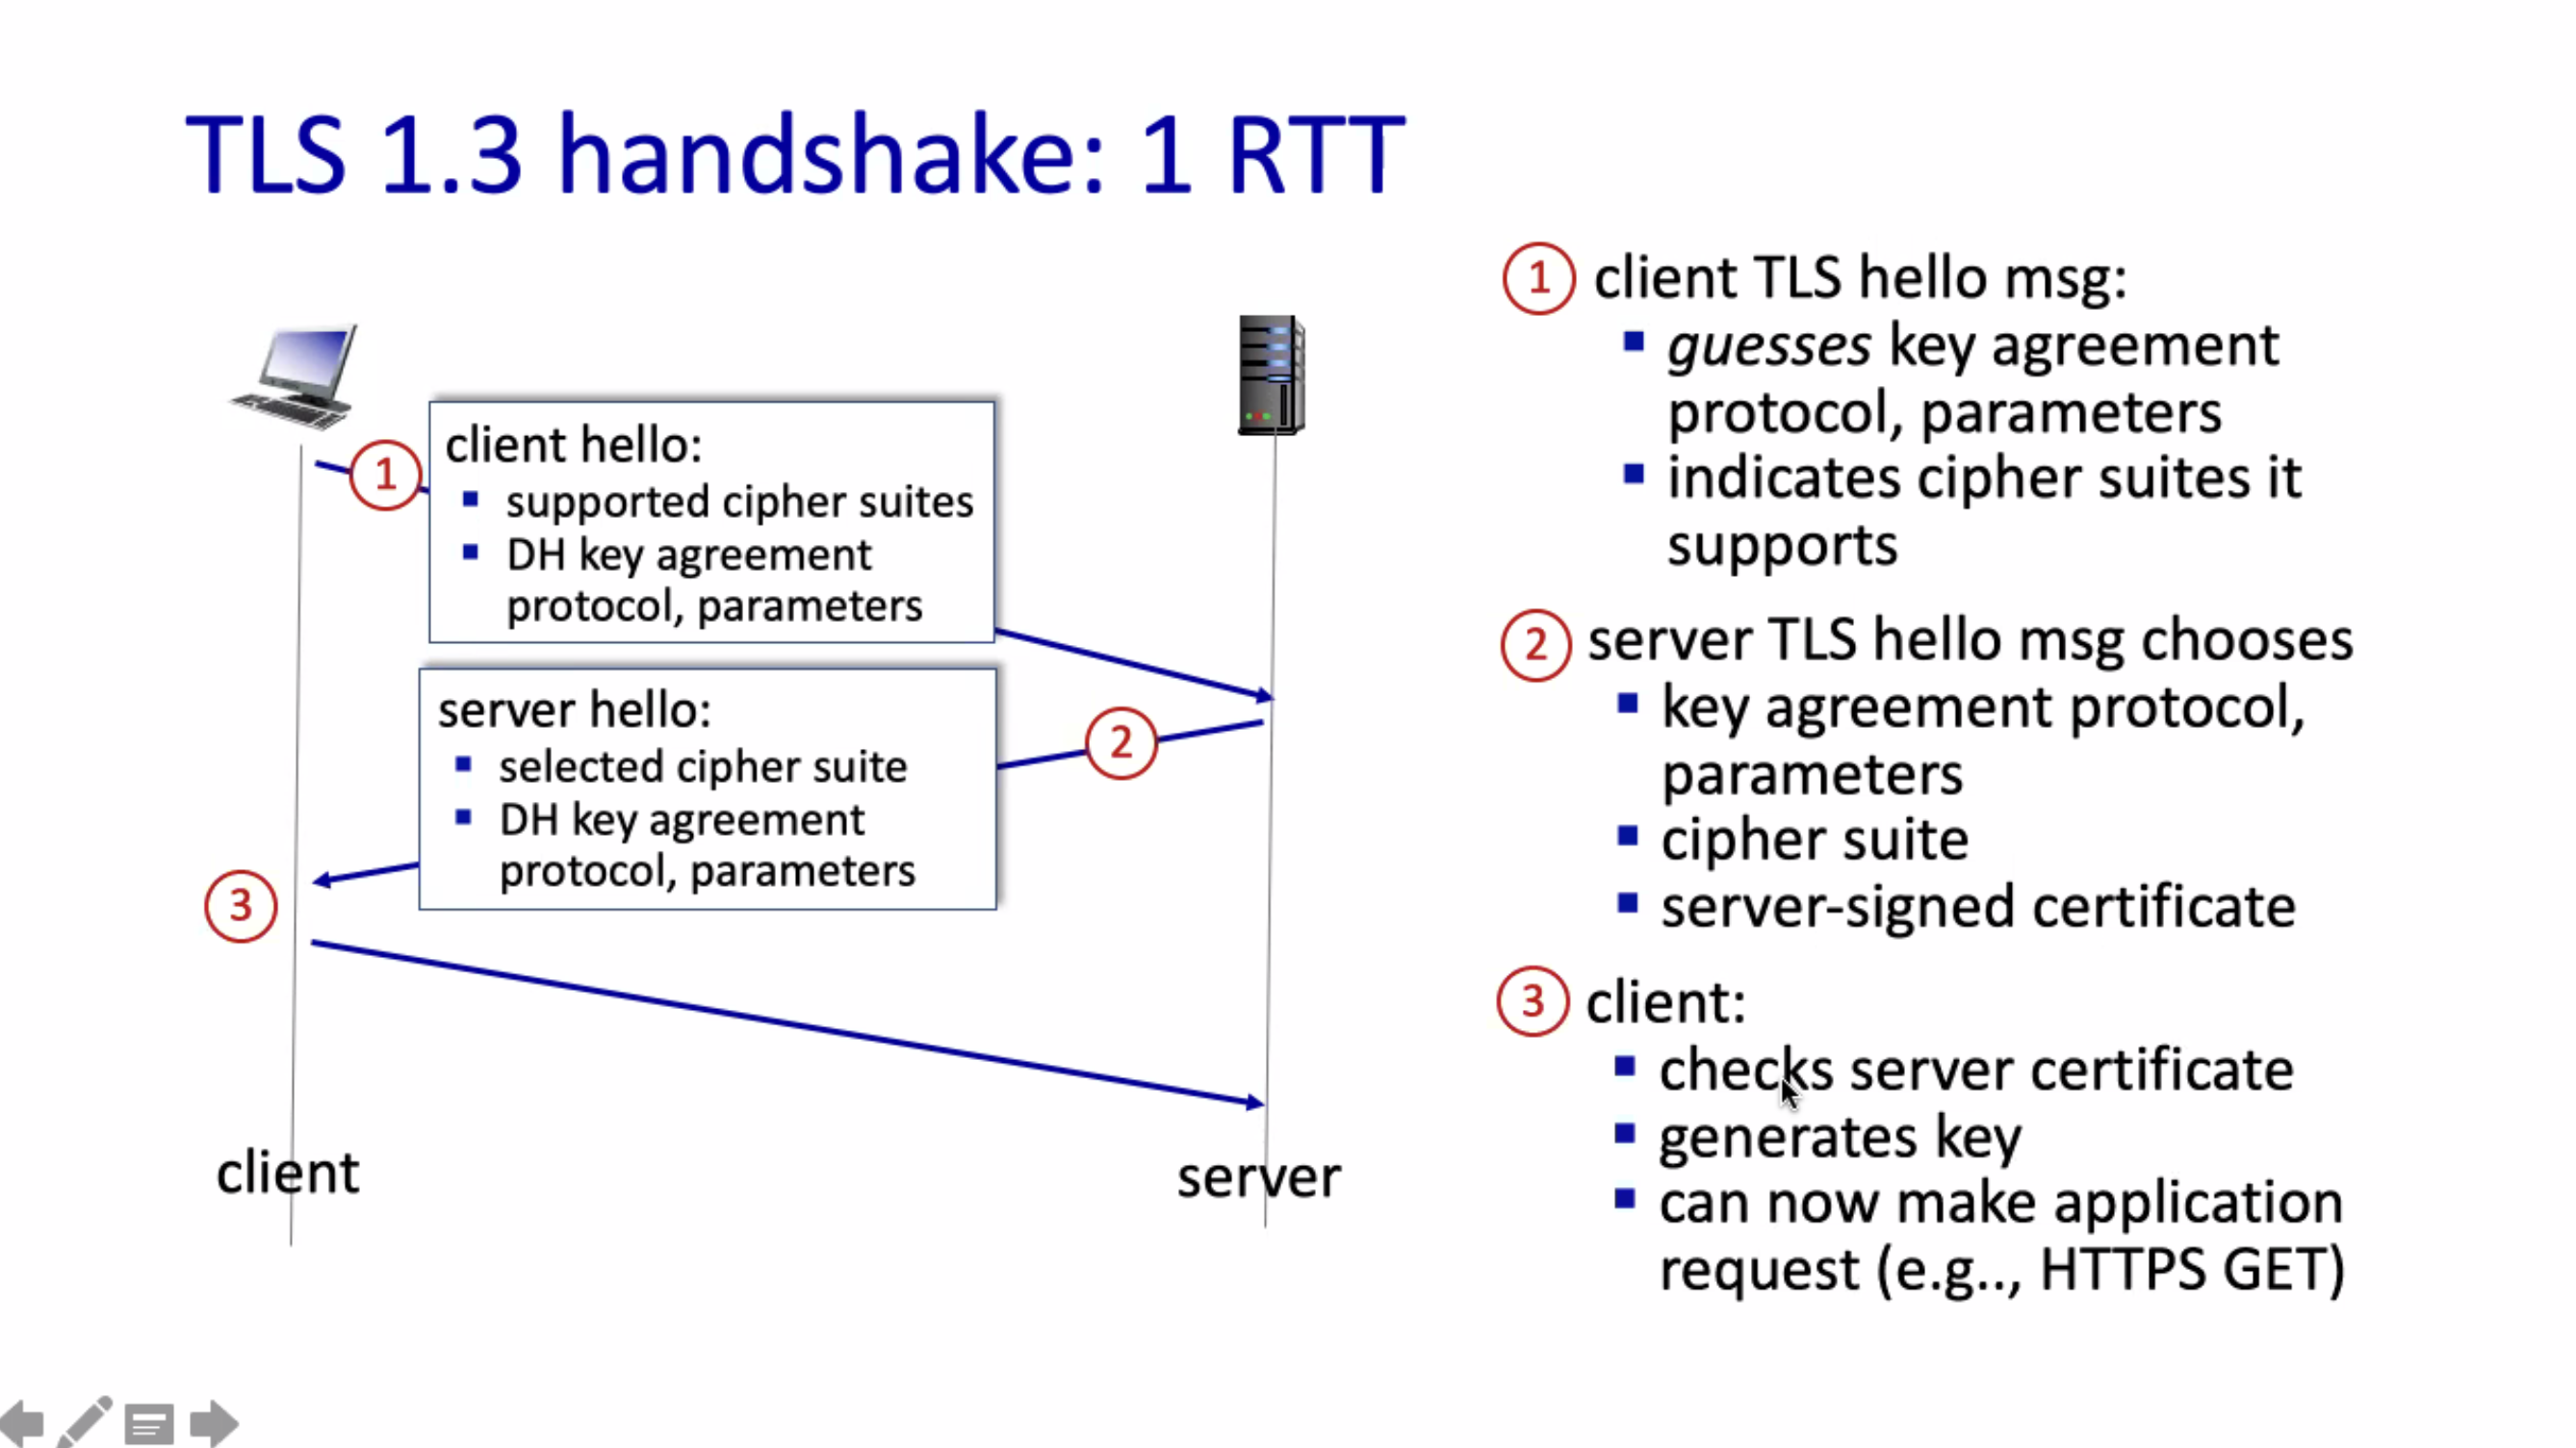 TLS 1.3 handshake: 1 RTT
1
client hello:
▪ supported cipher suites
▪ DH key agreement
protocol, parameters
server hello:
▪ selected cipher suite
▪ DH key agreement
protocol, parameters
2
3
client
server
1 client TLS hello msg:
▪ guesses key agreement
protocol, parameters
▪ indicates cipher suites it
supports
2 server TLS hello msg chooses
▪ key agreement protocol,
parameters
▪ cipher suite
▪ server-signed certificate
3 client:
▪ checks server certificate
▪ generates key
▪ can now make application
request (e.g.., HTTPS GET)